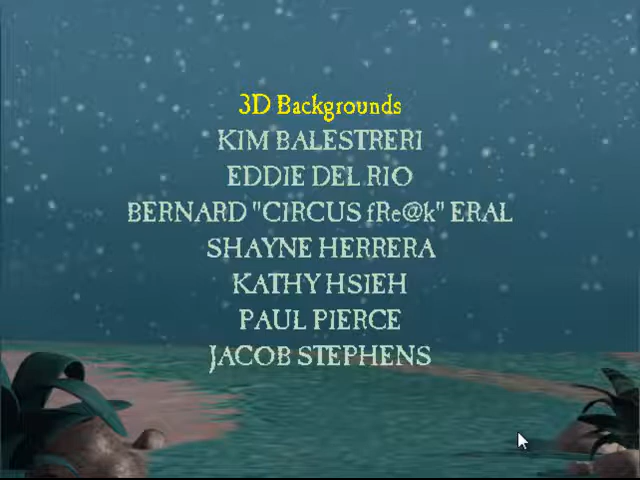 3D Backgrounds
KIM BALESTRERI
EDDIE DEL RIO
BERNARD "CIRCUS fRe@k" ERAL
SHAYNE HERRERA
KATHY HSIEH
PAUL PIERCE
JACOB STEPHENS